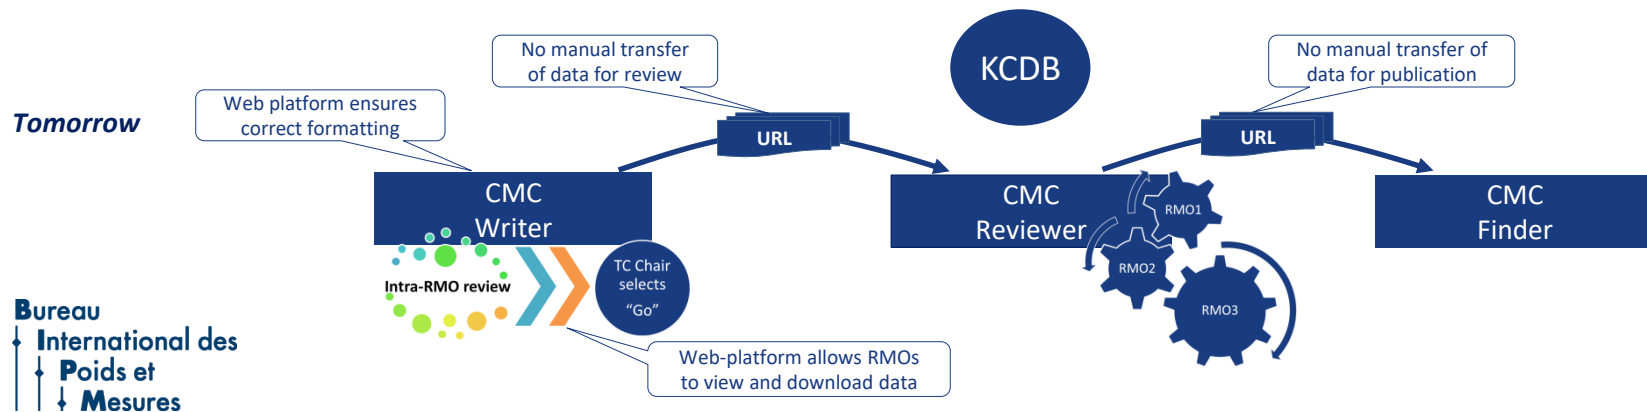 No manual transfer
of data for review
KCDB
No manual transfer of
data for publication
Web platform ensures
correct formatting
Tomorrow
URL
URL
CMC
Writer
CMC
Reviewer
CMC
Finder
RMO1
RMO2
RMO3
Intra-RMO review
TC Chair
selects
“Go”
Web-platform allows RMOs
to view and download data
Bureau
International des
Poids et
Mesures